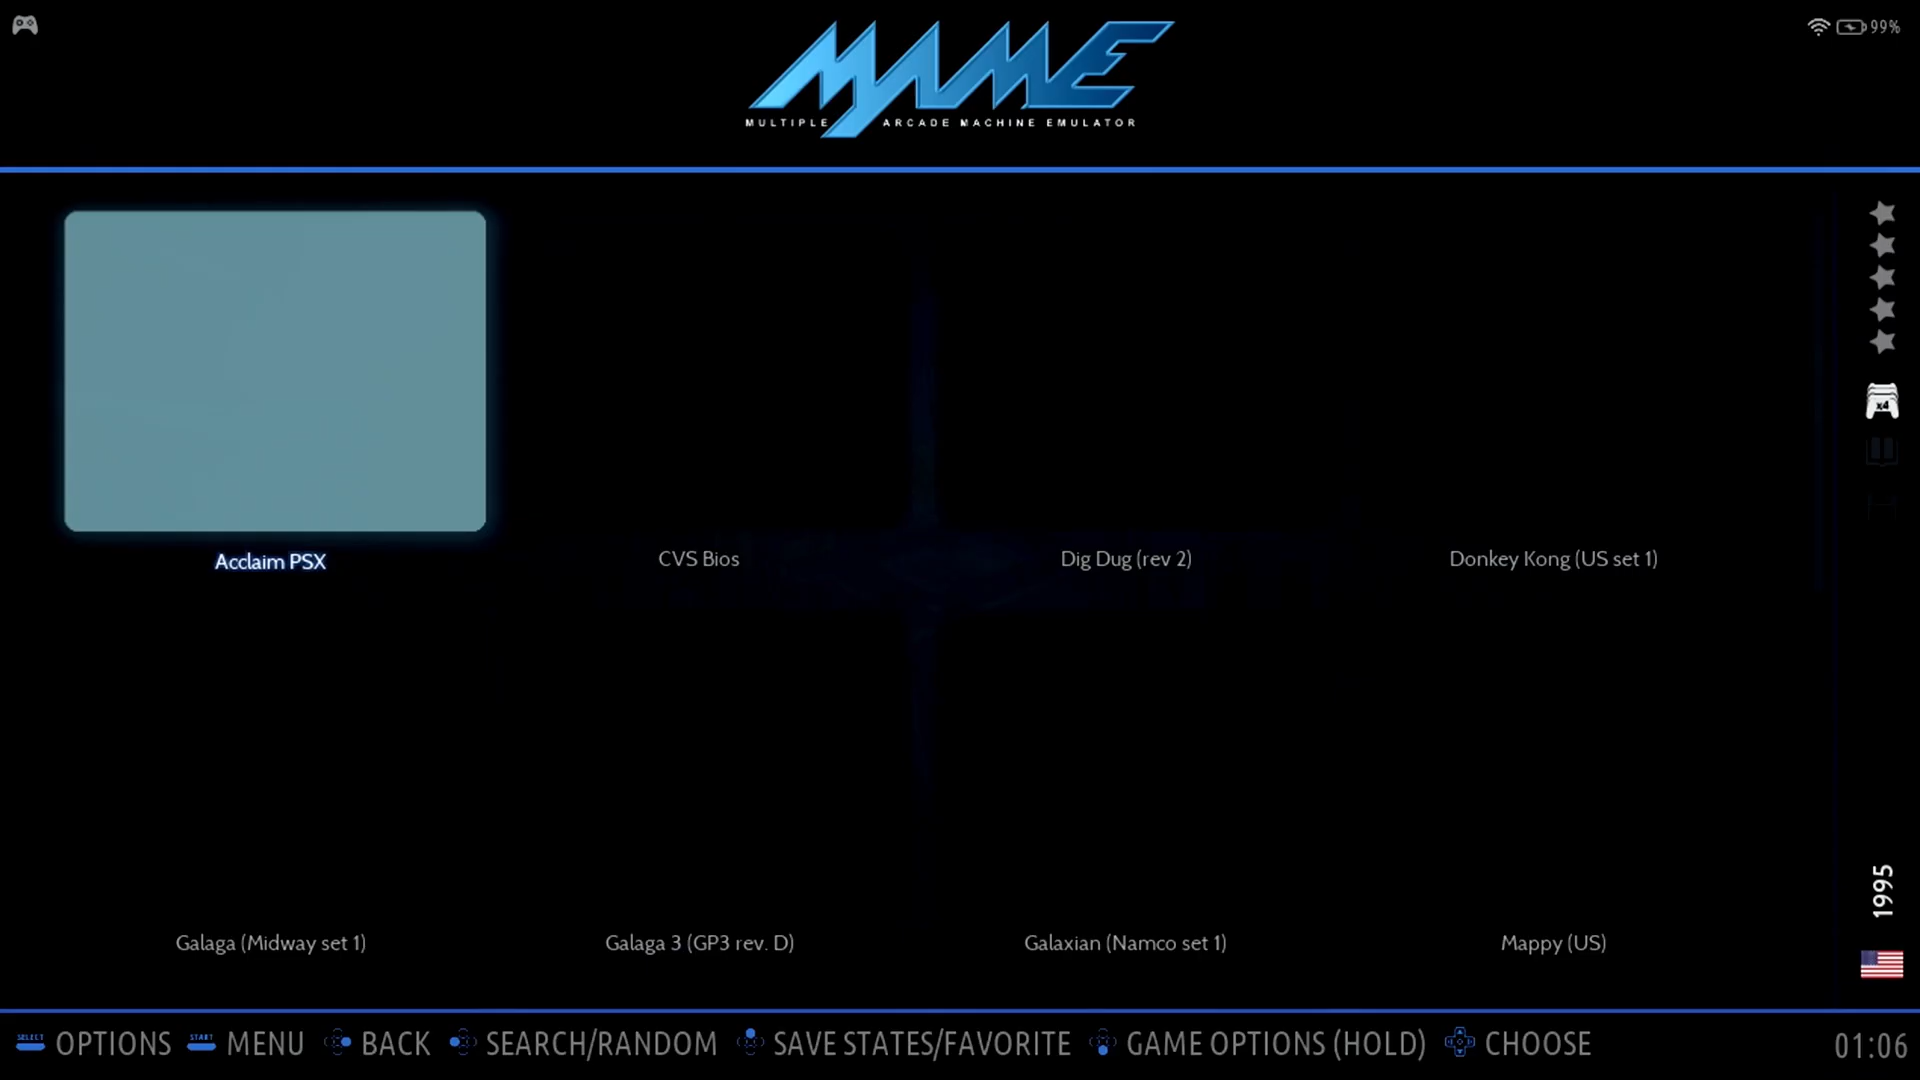 99%
MAME
MULTIPLE ARCADE MACHINE EMULATOR
Acclaim PSX
CVS Bios
Dig Dug (rev 2)
Donkey Kong (US set 1)
x4
Galaga (Midway set 1)
Galaga 3 (GP3 rev. D)
Galaxian (Namco set 1)
Mappy (US)
1995
SELECT OPTIONS START MENU BACK SEARCH/RANDOM SAVE STATES/FAVORITE GAME OPTIONS (HOLD) CHOOSE 01:06